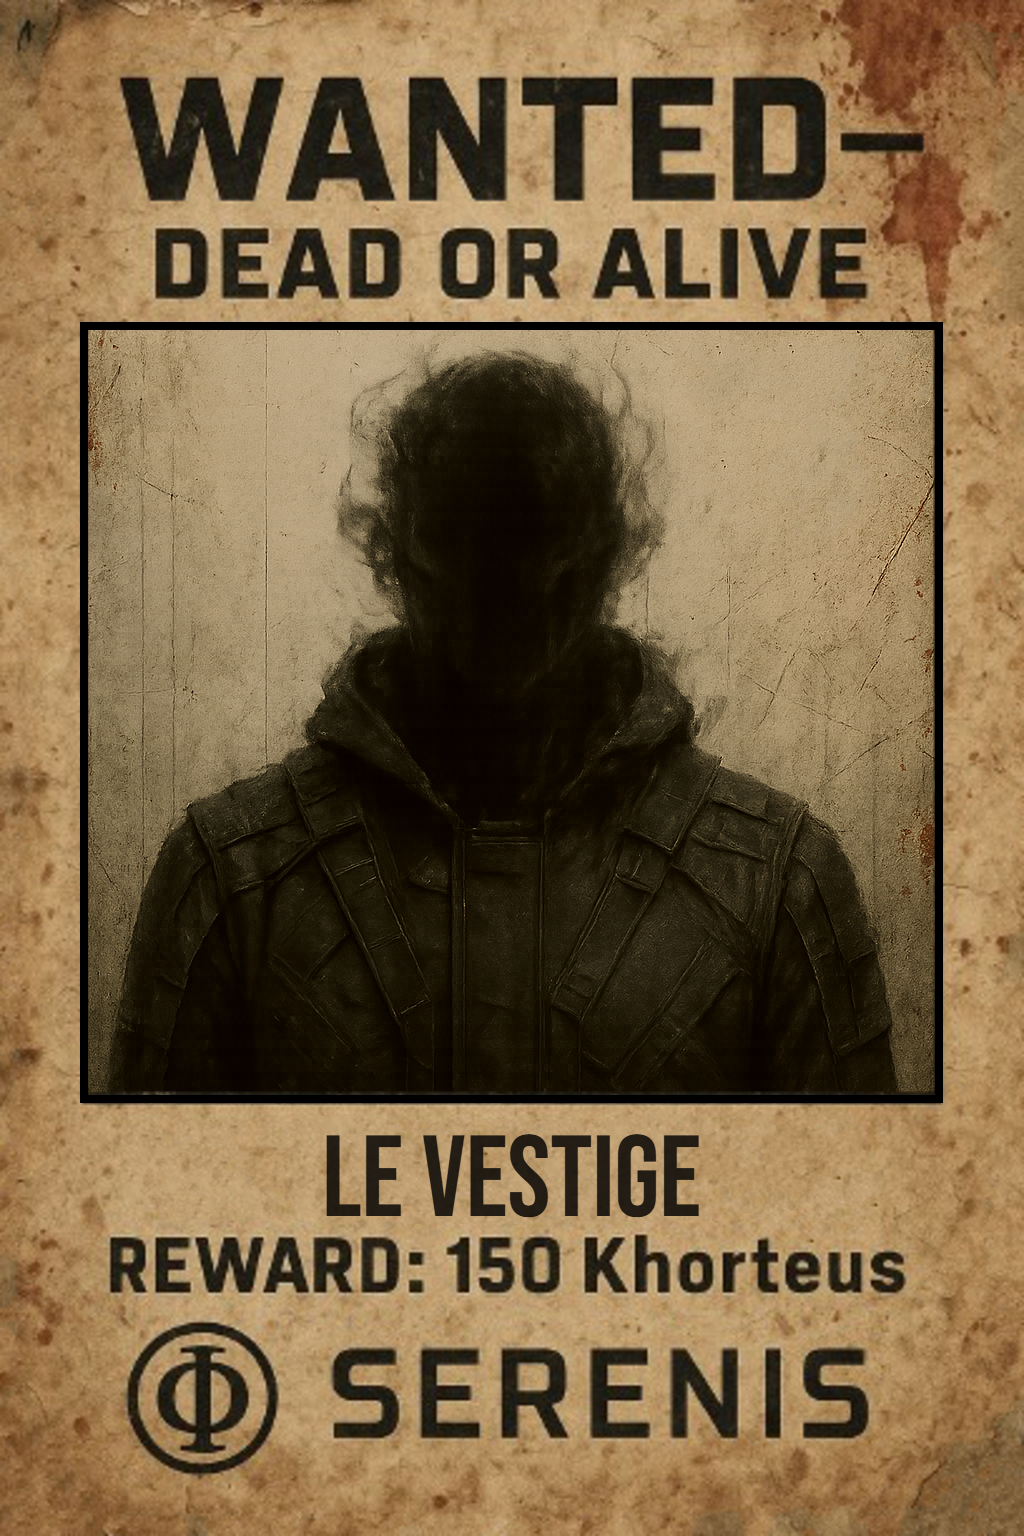 WANTED–
DEAD OR ALIVE
LE VESTIGE
REWARD: 150 Khorteus
Φ SERENIS